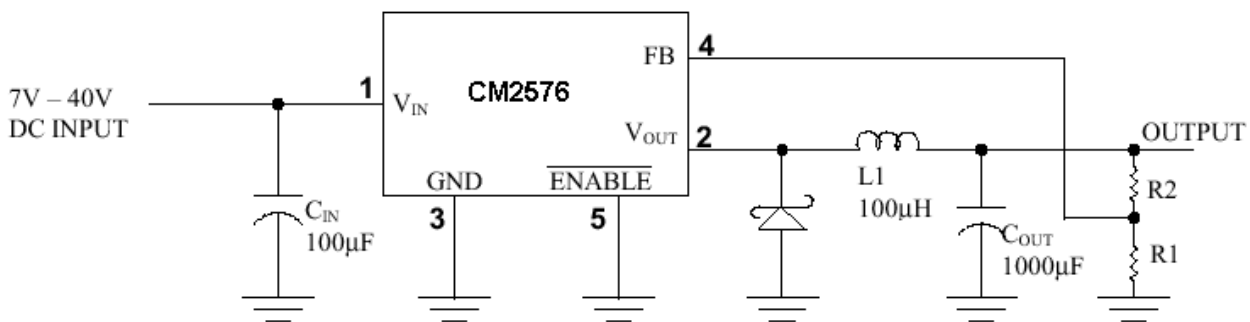 7V – 40V
DC INPUT
1
V_IN
CM2576
FB
4
V_OUT
2
GND
ENABLE
3
5
C_IN
100µF
L1
100µH
C_OUT
1000µF
OUTPUT
R2
R1